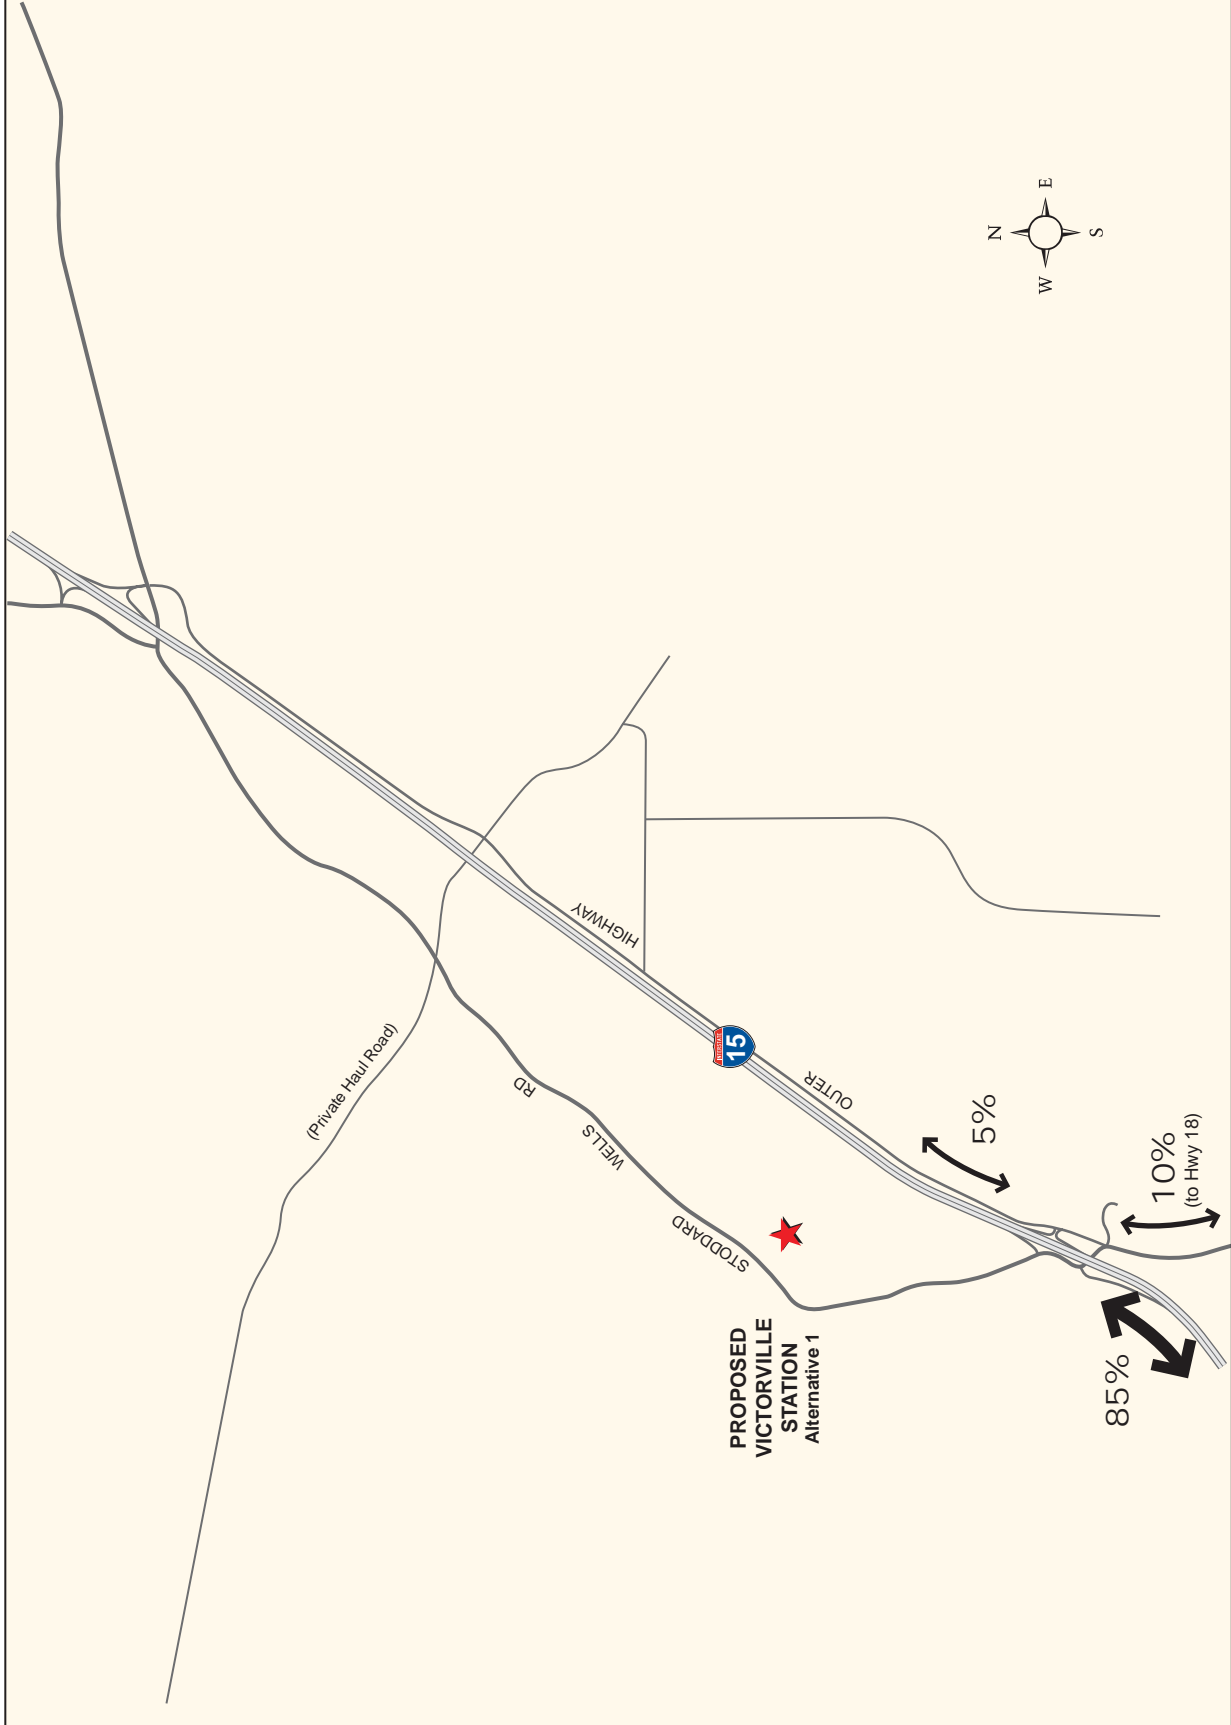 (Private Haul Road)
STODDARD
WELLS
RD
OUTER
HIGHWAY
INTERSTATE
15
PROPOSED
VICTORVILLE
STATION
Alternative 1
85%
5%
10%
(to Hwy 18)
N
W
E
S